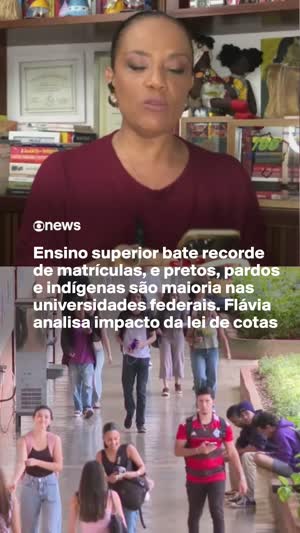 news
Ensino superior bate recorde
de matrículas, e pretos, pardos
e indígenas são maioria nas
universidades federais. Flávia
analisa impacto da lei de cotas